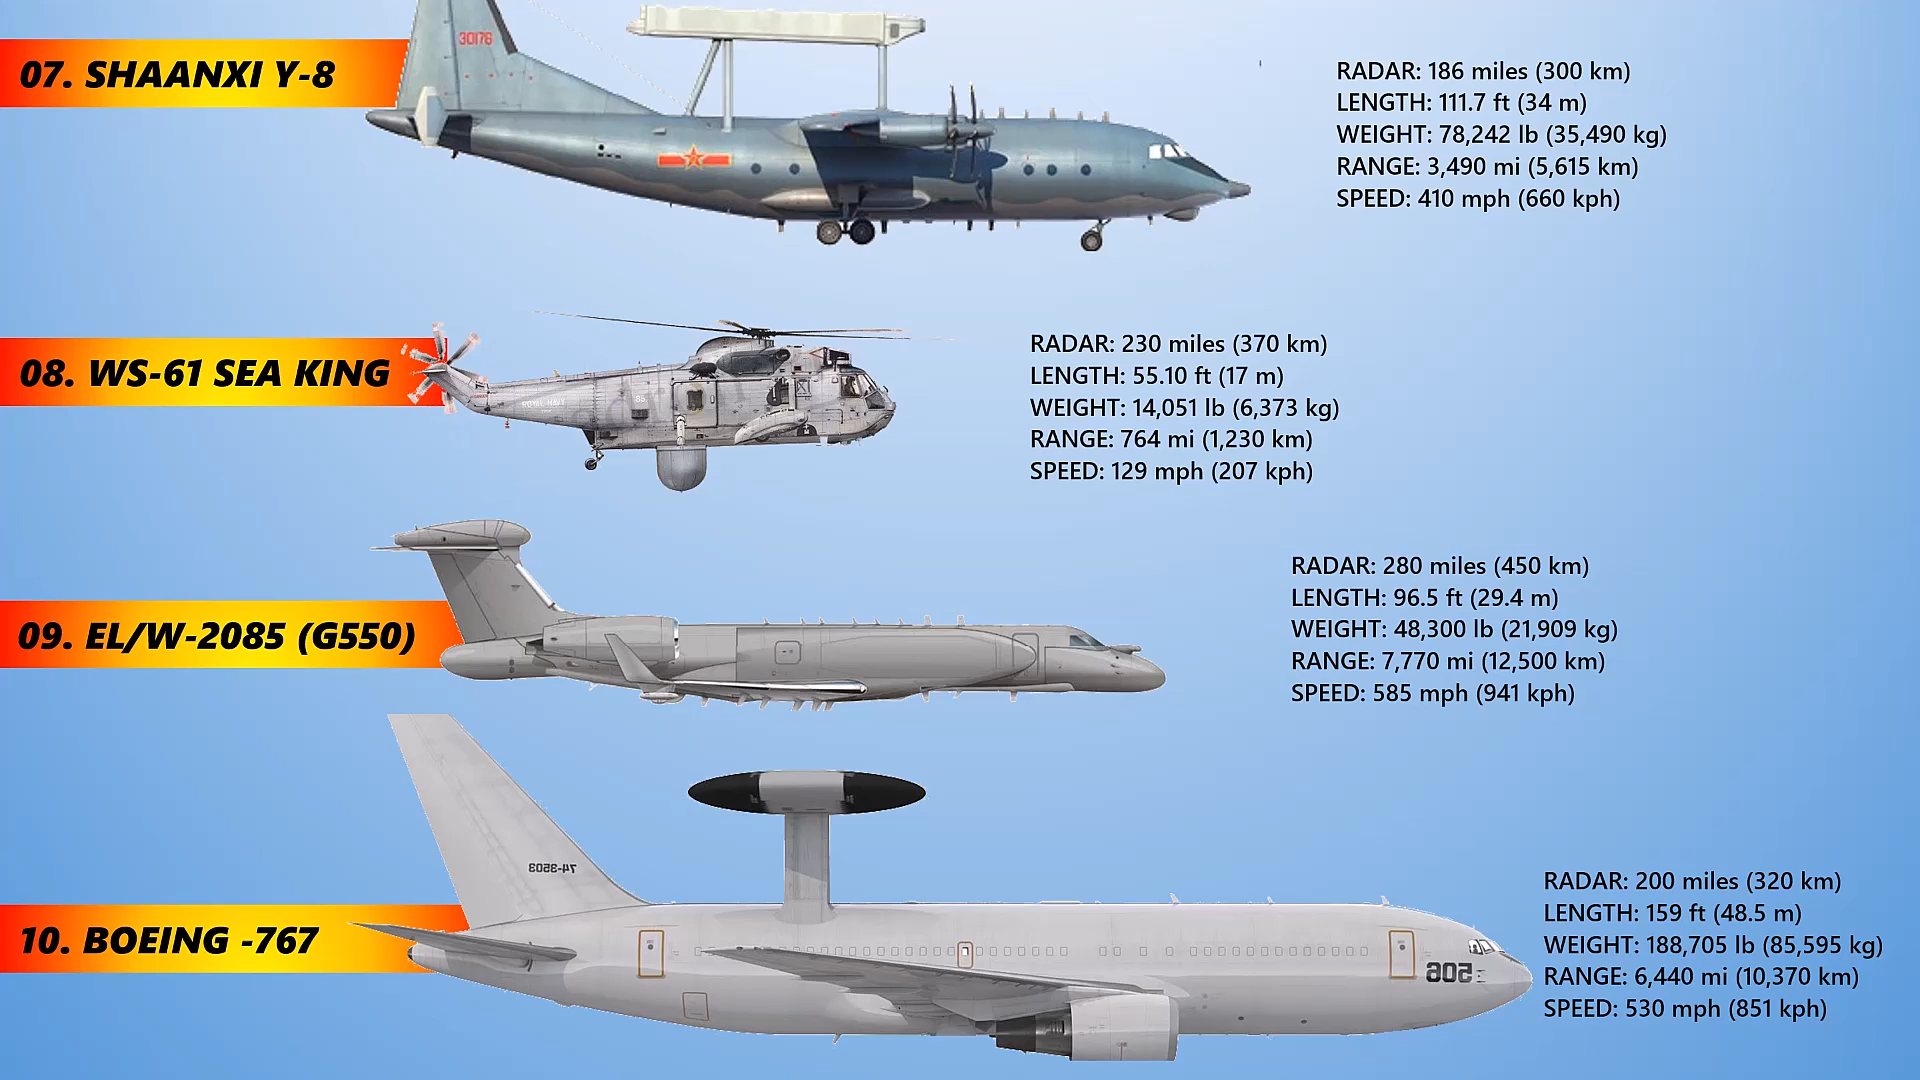 30176
07. SHAANXI Y-8
RADAR: 186 miles (300 km)
LENGTH: 111.7 ft (34 m)
WEIGHT: 78,242 lb (35,490 kg)
RANGE: 3,490 mi (5,615 km)
SPEED: 410 mph (660 kph)
08. WS-61 SEA KING
ROYAL NAVY
85
RADAR: 230 miles (370 km)
LENGTH: 55.10 ft (17 m)
WEIGHT: 14,051 lb (6,373 kg)
RANGE: 764 mi (1,230 km)
SPEED: 129 mph (207 kph)
09. EL/W-2085 (G550)
RADAR: 280 miles (450 km)
LENGTH: 96.5 ft (29.4 m)
WEIGHT: 48,300 lb (21,909 kg)
RANGE: 7,770 mi (12,500 km)
SPEED: 585 mph (941 kph)
74-3503
10. BOEING -767
RADAR: 200 miles (320 km)
LENGTH: 159 ft (48.5 m)
WEIGHT: 188,705 lb (85,595 kg)
RANGE: 6,440 mi (10,370 km)
SPEED: 530 mph (851 kph)